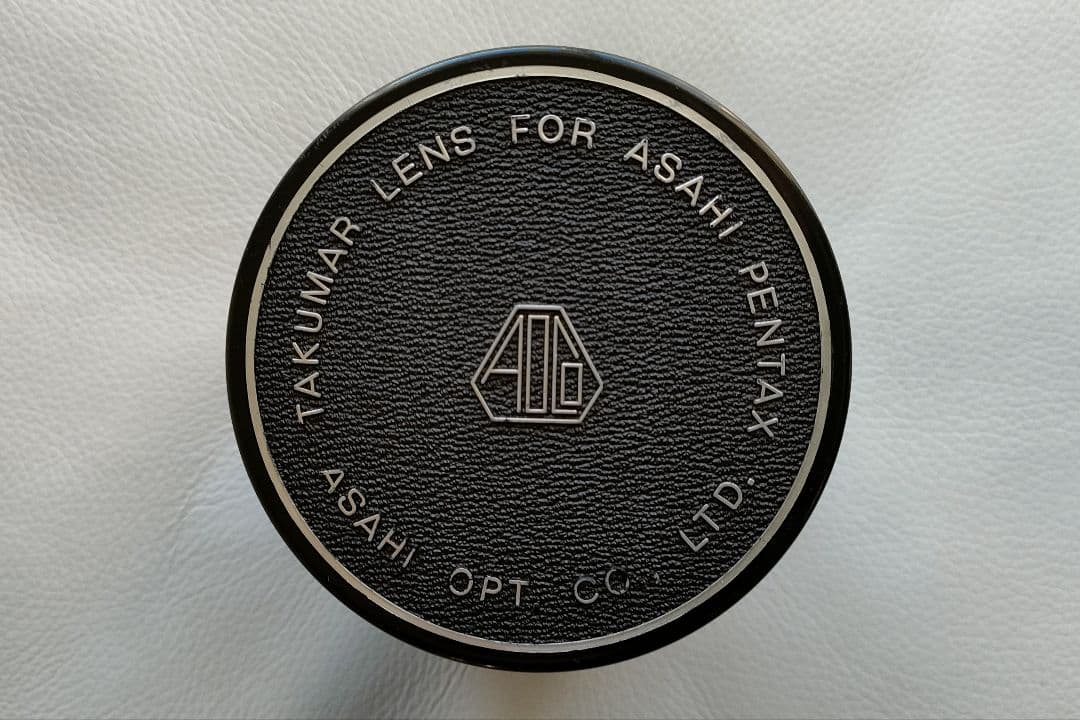 TAKUMAR LENS FOR ASAHI PENTAX
AOCo
ASAHI OPT. CO., LTD.